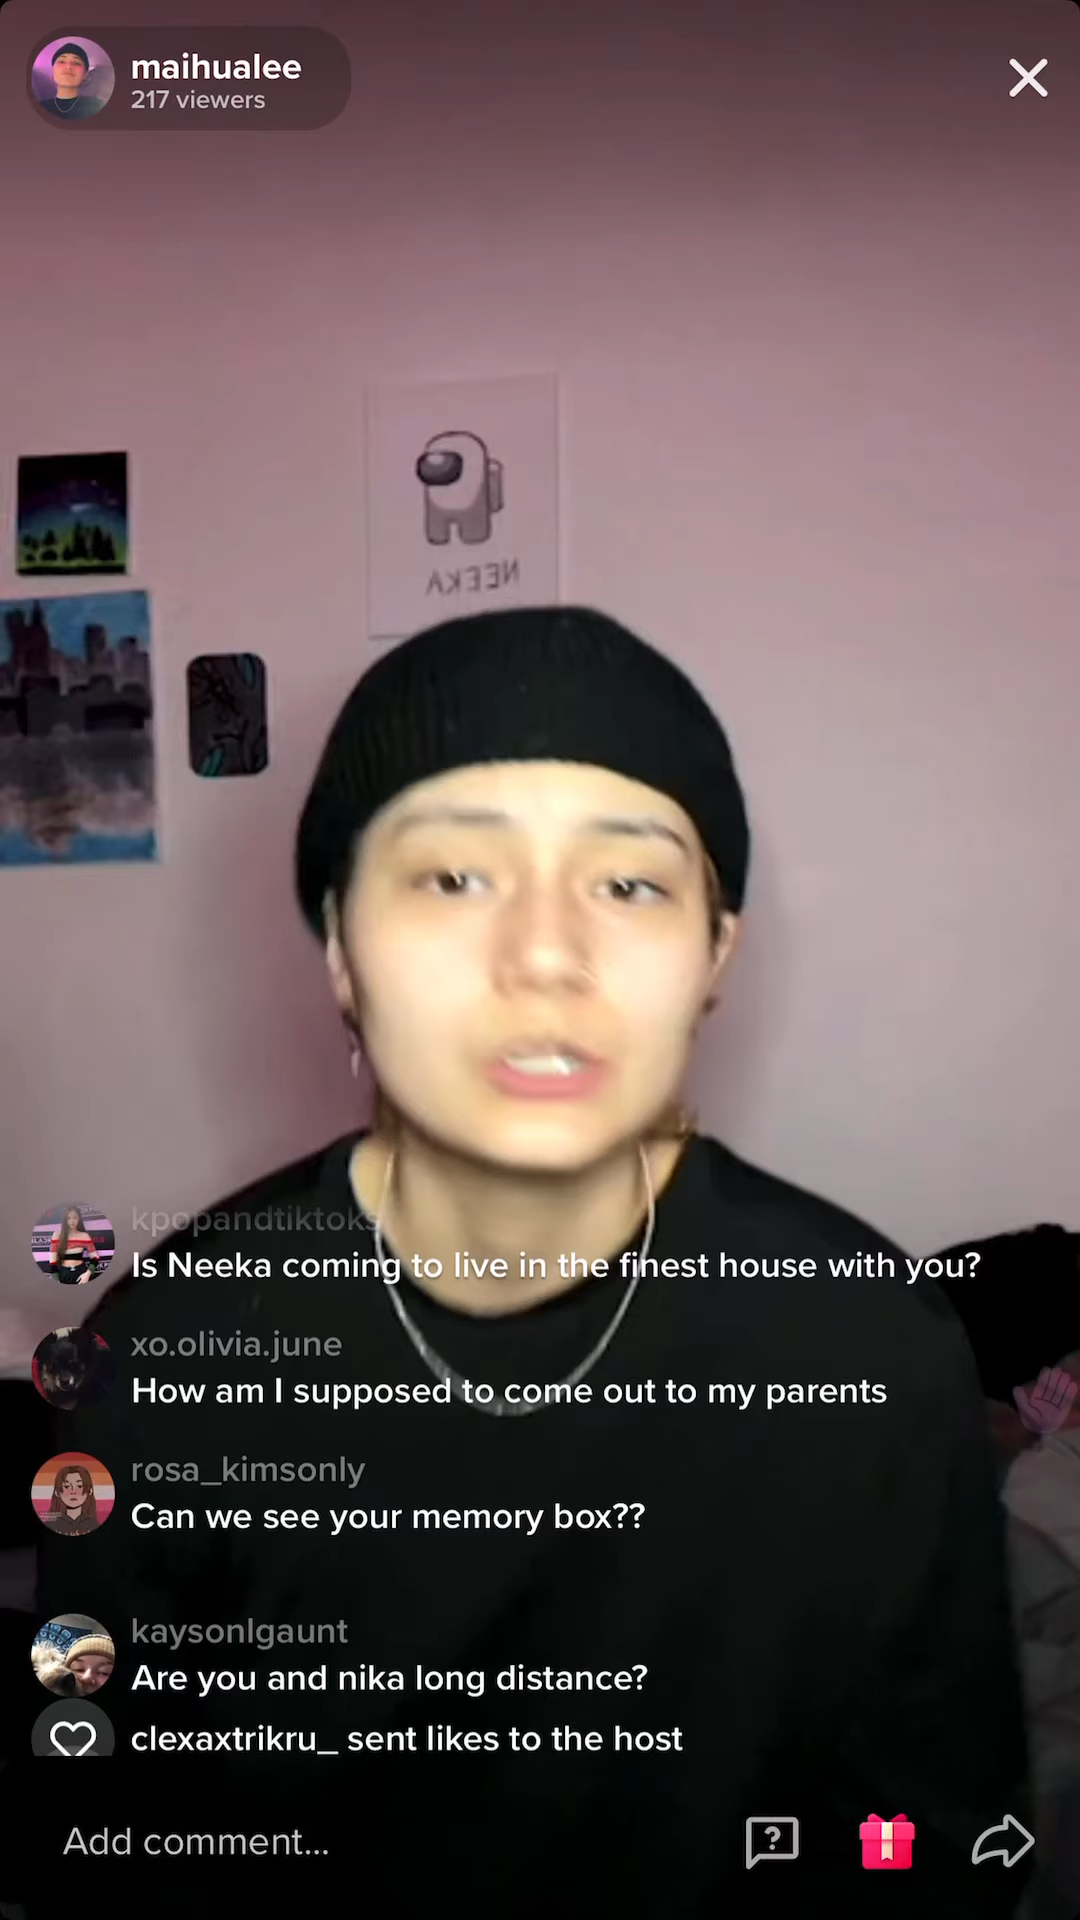 maihualee
217 viewers
NEEKA
kpopandtiktoks
Is Neeka coming to live in the finest house with you?
xo.olivia.june
How am I supposed to come out to my parents
rosa_kimsonly
Can we see your memory box??
kaysonlgaunt
Are you and nika long distance?
clexaxtrikru_ sent likes to the host
Add comment...